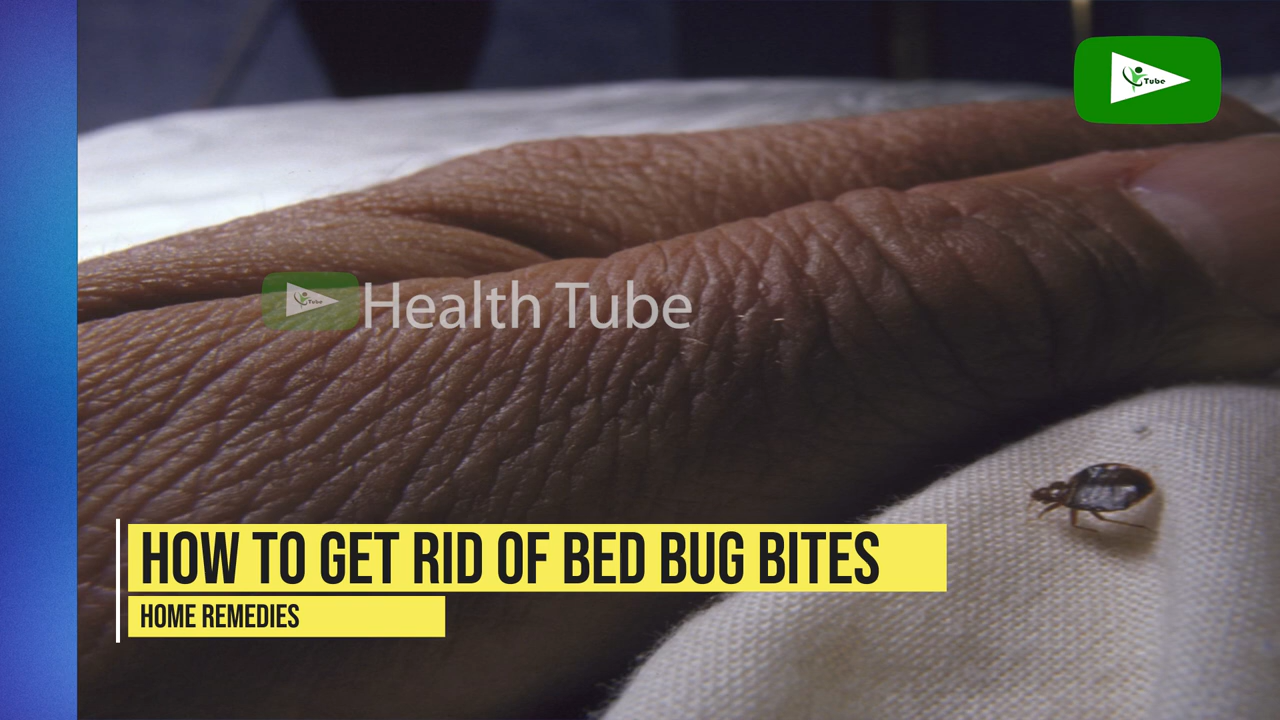 Tube
Tube
Health Tube
HOW TO GET RID OF BED BUG BITES
HOME REMEDIES